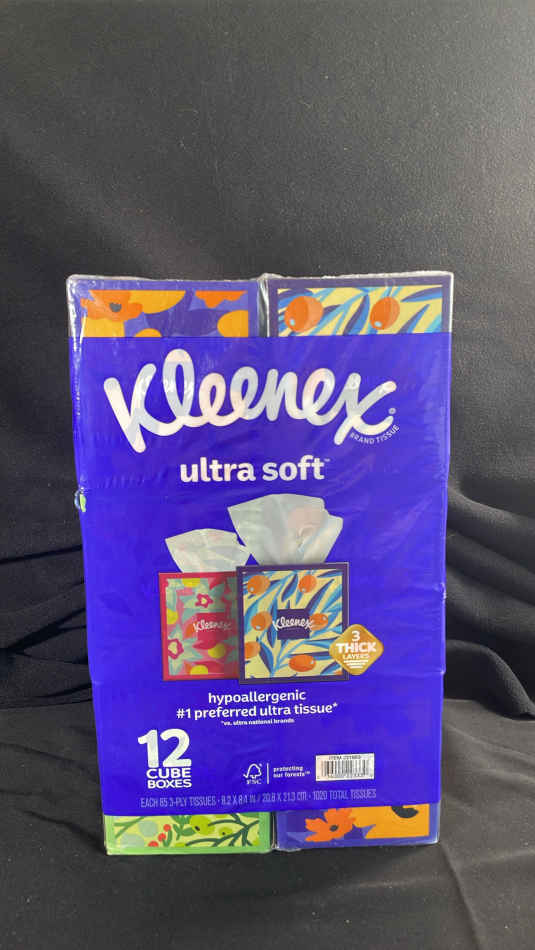 Kleenex®
BRAND TISSUE
ultra soft™
Kleenex
Kleenex
3
THICK
LAYERS
hypoallergenic
#1 preferred ultra tissue*
*vs. ultra national brands
12
CUBE
BOXES
FSC
protecting
our forests™
EACH 85 3-PLY TISSUES • 8.2 X 8.4 IN / 20.8 X 21.3 CM • 1020 TOTAL TISSUES